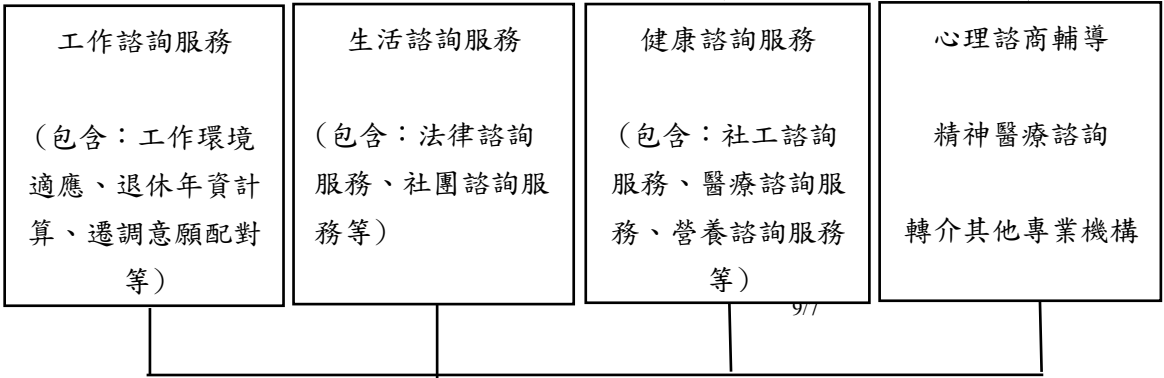 工作諮詢服務
(包含：工作環境
適應、退休年資計
算、遷調意願配對
等)
生活諮詢服務
(包含：法律諮詢
服務、社團諮詢服
務等)
健康諮詢服務
(包含：社工諮詢
服務、醫療諮詢服
務、營養諮詢服務
等)
心理諮商輔導
精神醫療諮詢
轉介其他專業機構